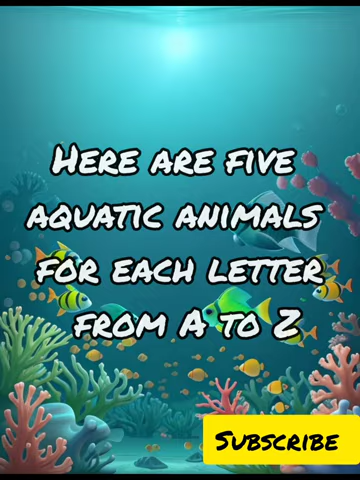 Here are five
aquatic animals
for each letter
from A to Z
Subscribe